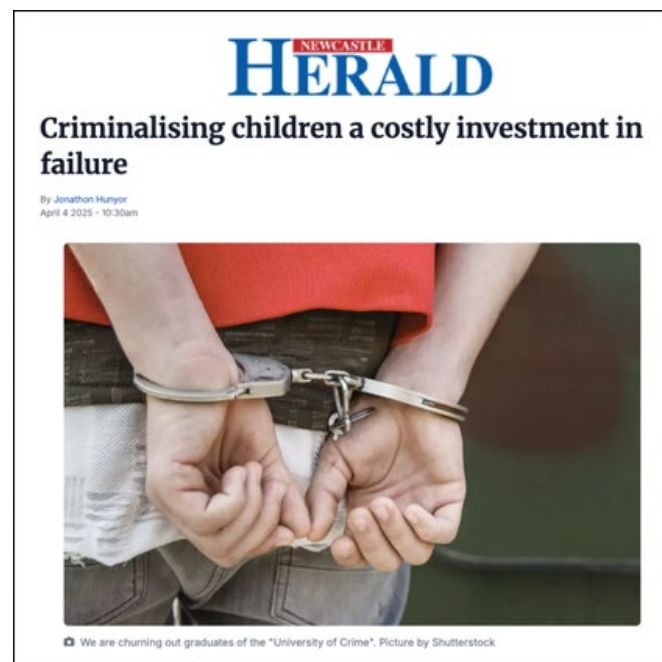 NEWCASTLE
HERALD
Criminalising children a costly investment in
failure
By Jonathon Hunyor
April 4 2025 - 10:30am
We are churning out graduates of the "University of Crime". Picture by Shutterstock